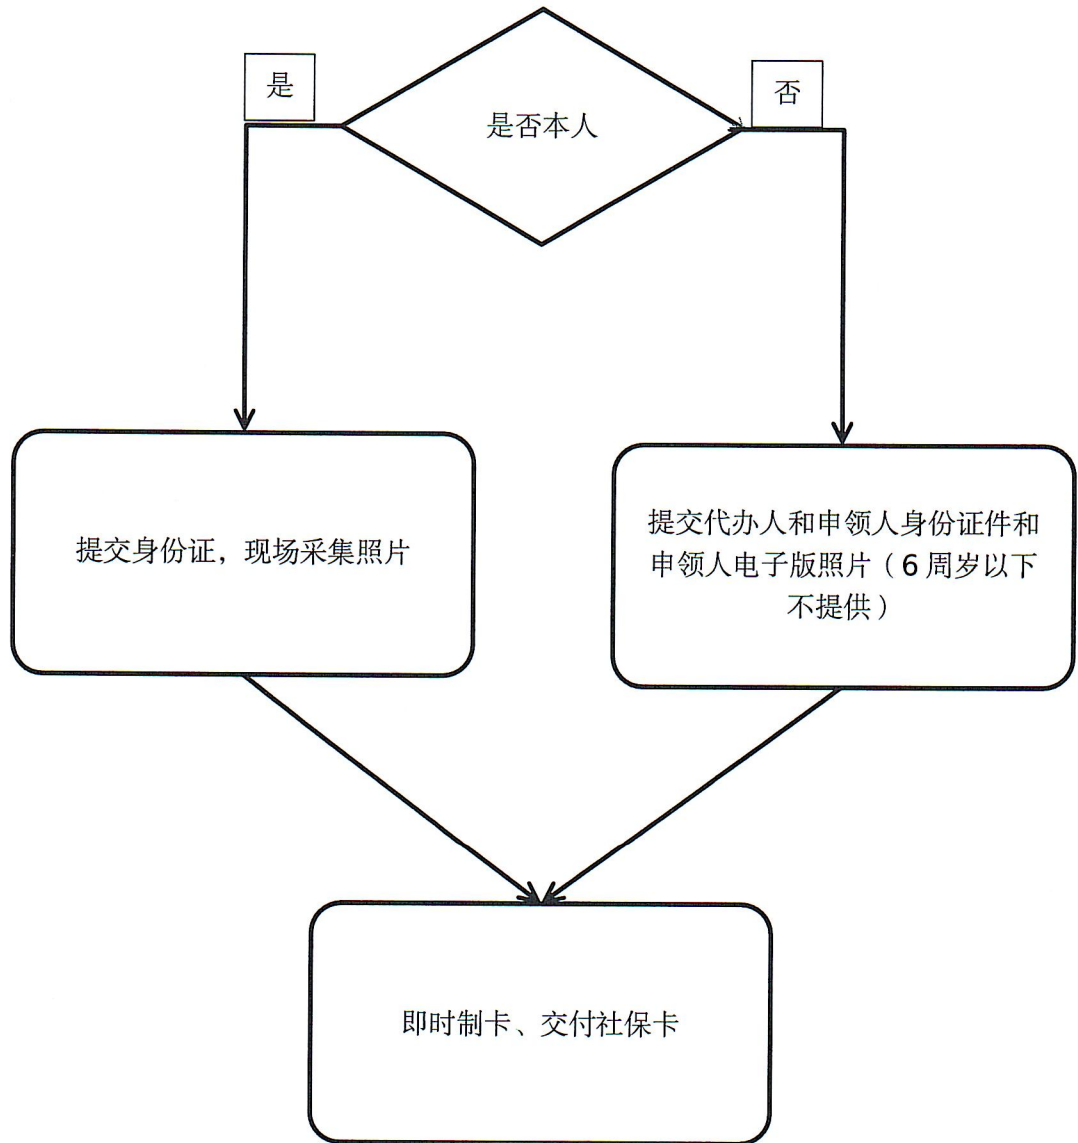 是
否
是否本人
提交身份证，现场采集照片
提交代办人和申领人身份证件和
申领人电子版照片（6周岁以下
不提供）
即时制卡、交付社保卡